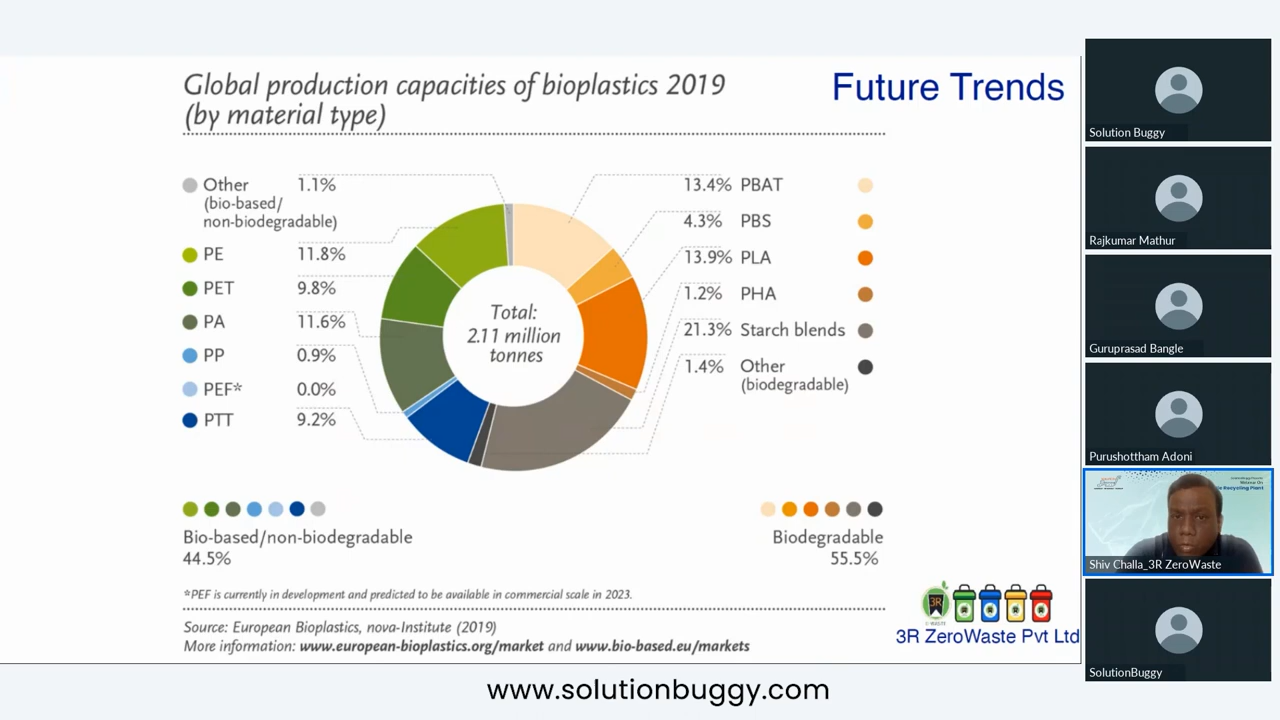 Global production capacities of bioplastics 2019
(by material type)
Future Trends
Other 1.1%
(bio-based/
non-biodegradable)
PE 11.8%
PET 9.8%
PA 11.6%
PP 0.9%
PEF* 0.0%
PTT 9.2%
Total:
2.11 million
tonnes
13.4% PBAT
4.3% PBS
13.9% PLA
1.2% PHA
21.3% Starch blends
1.4% Other
(biodegradable)
Bio-based/non-biodegradable
44.5%
Biodegradable
55.5%
*PEF is currently in development and predicted to be available in commercial scale in 2023.
Source: European Bioplastics, nova-Institute (2019)
More information: www.european-bioplastics.org/market and www.bio-based.eu/markets
3R
3R ZeroWaste Pvt Ltd
www.solutionbuggy.com
Solution Buggy
Rajkumar Mathur
Guruprasad Bangle
Purushottham Adoni
Recycling Plant
Shiv Challa_3R ZeroWaste
SolutionBuggy